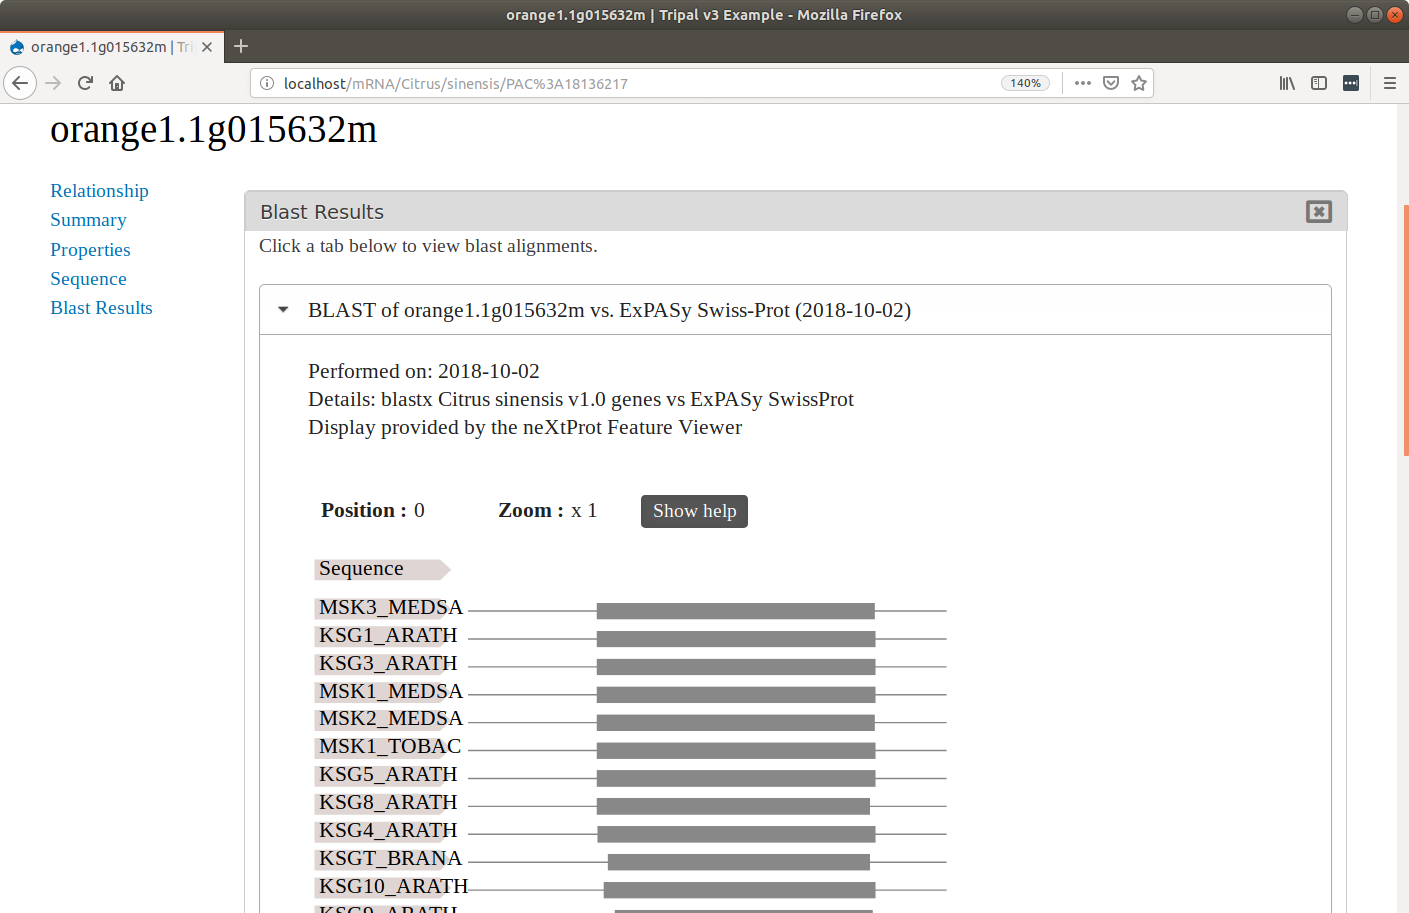 orange1.1g015632m | Tripal v3 Example - Mozilla Firefox
orange1.1g015632m | Tri
localhost/mRNA/Citrus/sinensis/PAC%3A18136217
140%
orange1.1g015632m
Relationship
Summary
Properties
Sequence
Blast Results
Blast Results
Click a tab below to view blast alignments.
BLAST of orange1.1g015632m vs. ExPASy Swiss-Prot (2018-10-02)
Performed on: 2018-10-02
Details: blastx Citrus sinensis v1.0 genes vs ExPASy SwissProt
Display provided by the neXtProt Feature Viewer
Position : 0 Zoom : x 1 Show help
Sequence
MSK3_MEDSA
KSG1_ARATH
KSG3_ARATH
MSK1_MEDSA
MSK2_MEDSA
MSK1_TOBAC
KSG5_ARATH
KSG8_ARATH
KSG4_ARATH
KSGT_BRANA
KSG10_ARATH